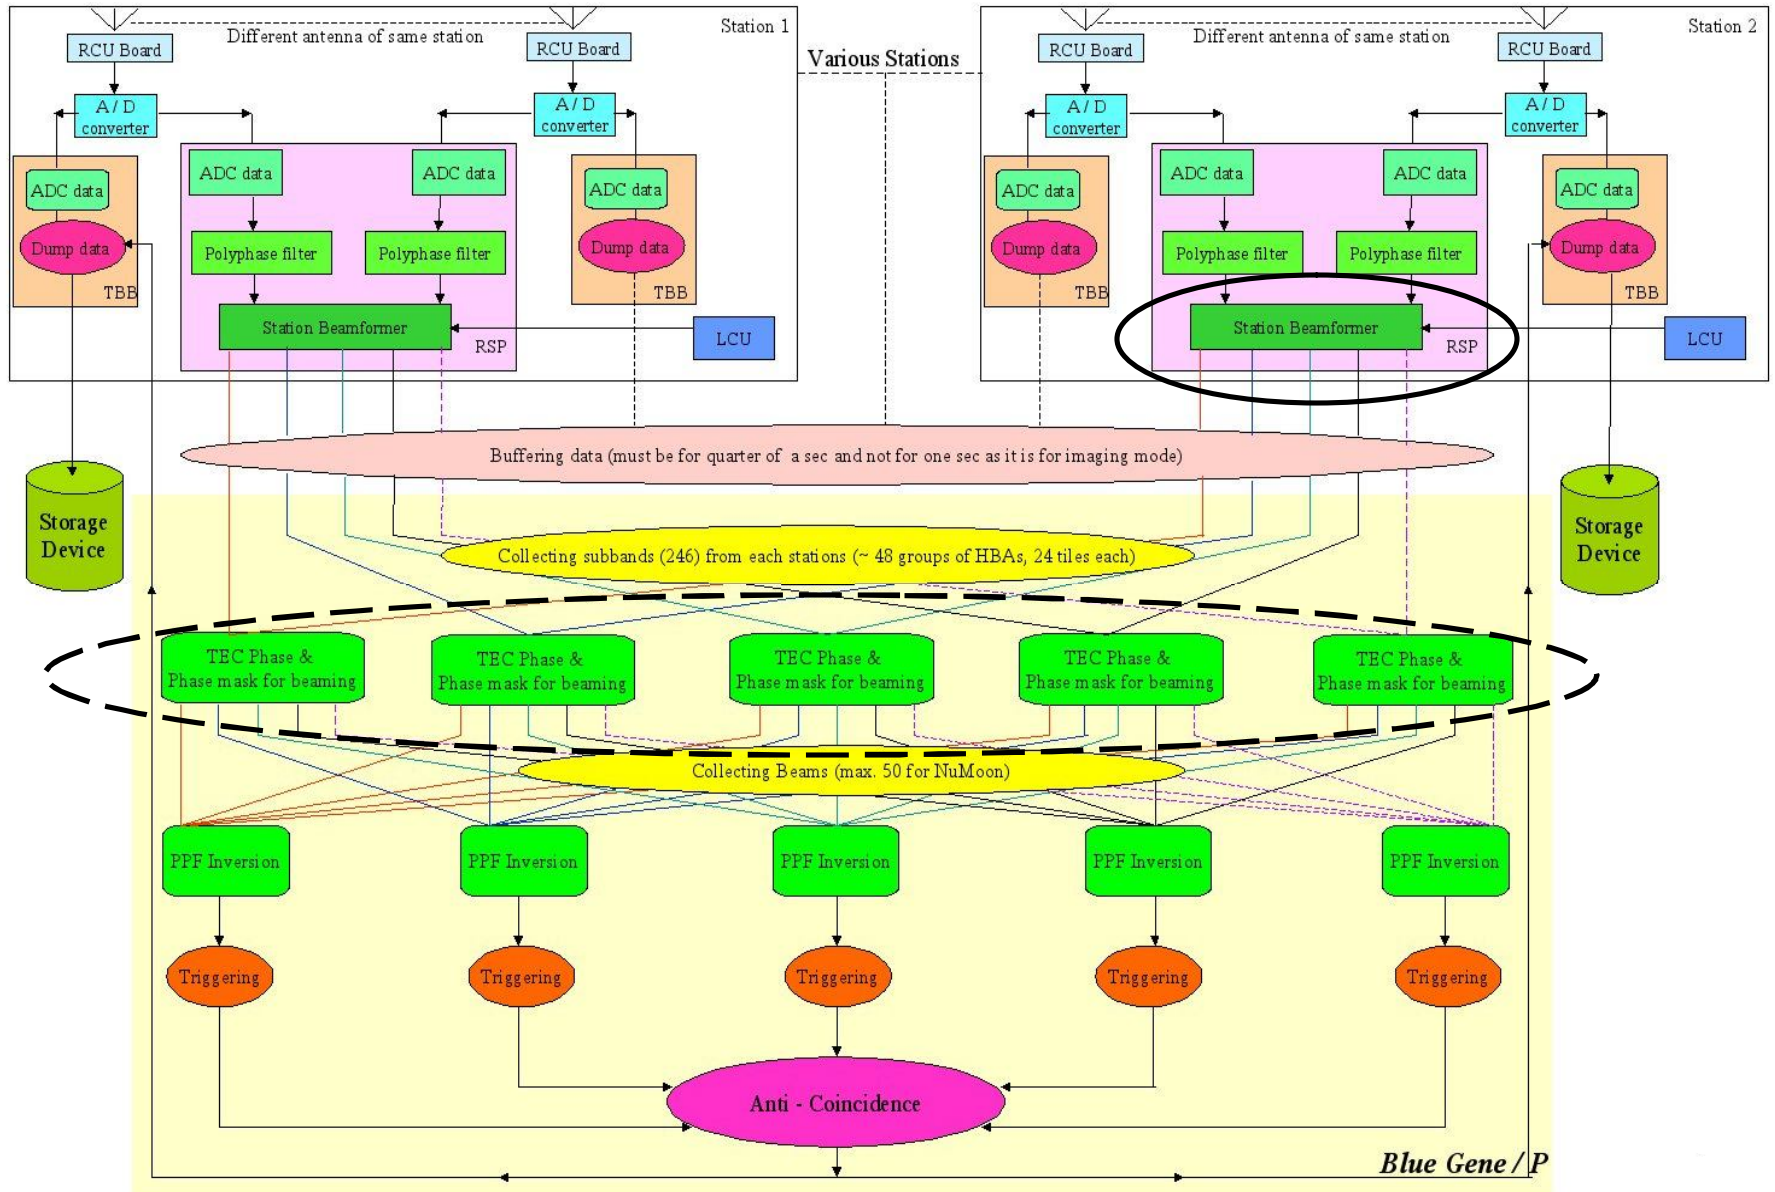 Station 1
Station 2
Different antenna of same station
Different antenna of same station
Various Stations
RCU Board
RCU Board
RCU Board
RCU Board
A / D
converter
A / D
converter
A / D
converter
A / D
converter
ADC data
ADC data
ADC data
ADC data
ADC data
ADC data
ADC data
ADC data
Dump data
Polyphase filter
Polyphase filter
Dump data
Dump data
Polyphase filter
Polyphase filter
Dump data
TBB
TBB
TBB
TBB
Station Beamformer
RSP
LCU
Station Beamformer
RSP
LCU
Buffering data (must be for quarter of a sec and not for one sec as it is for imaging mode)
Storage
Device
Storage
Device
Collecting subbands (246) from each stations (~ 48 groups of HBAs, 24 tiles each)
TEC Phase &
Phase mask for beaming
TEC Phase &
Phase mask for beaming
TEC Phase &
Phase mask for beaming
TEC Phase &
Phase mask for beaming
TEC Phase &
Phase mask for beaming
Collecting Beams (max. 50 for NuMoon)
PPF Inversion
PPF Inversion
PPF Inversion
PPF Inversion
PPF Inversion
Triggering
Triggering
Triggering
Triggering
Triggering
Anti - Coincidence
Blue Gene / P